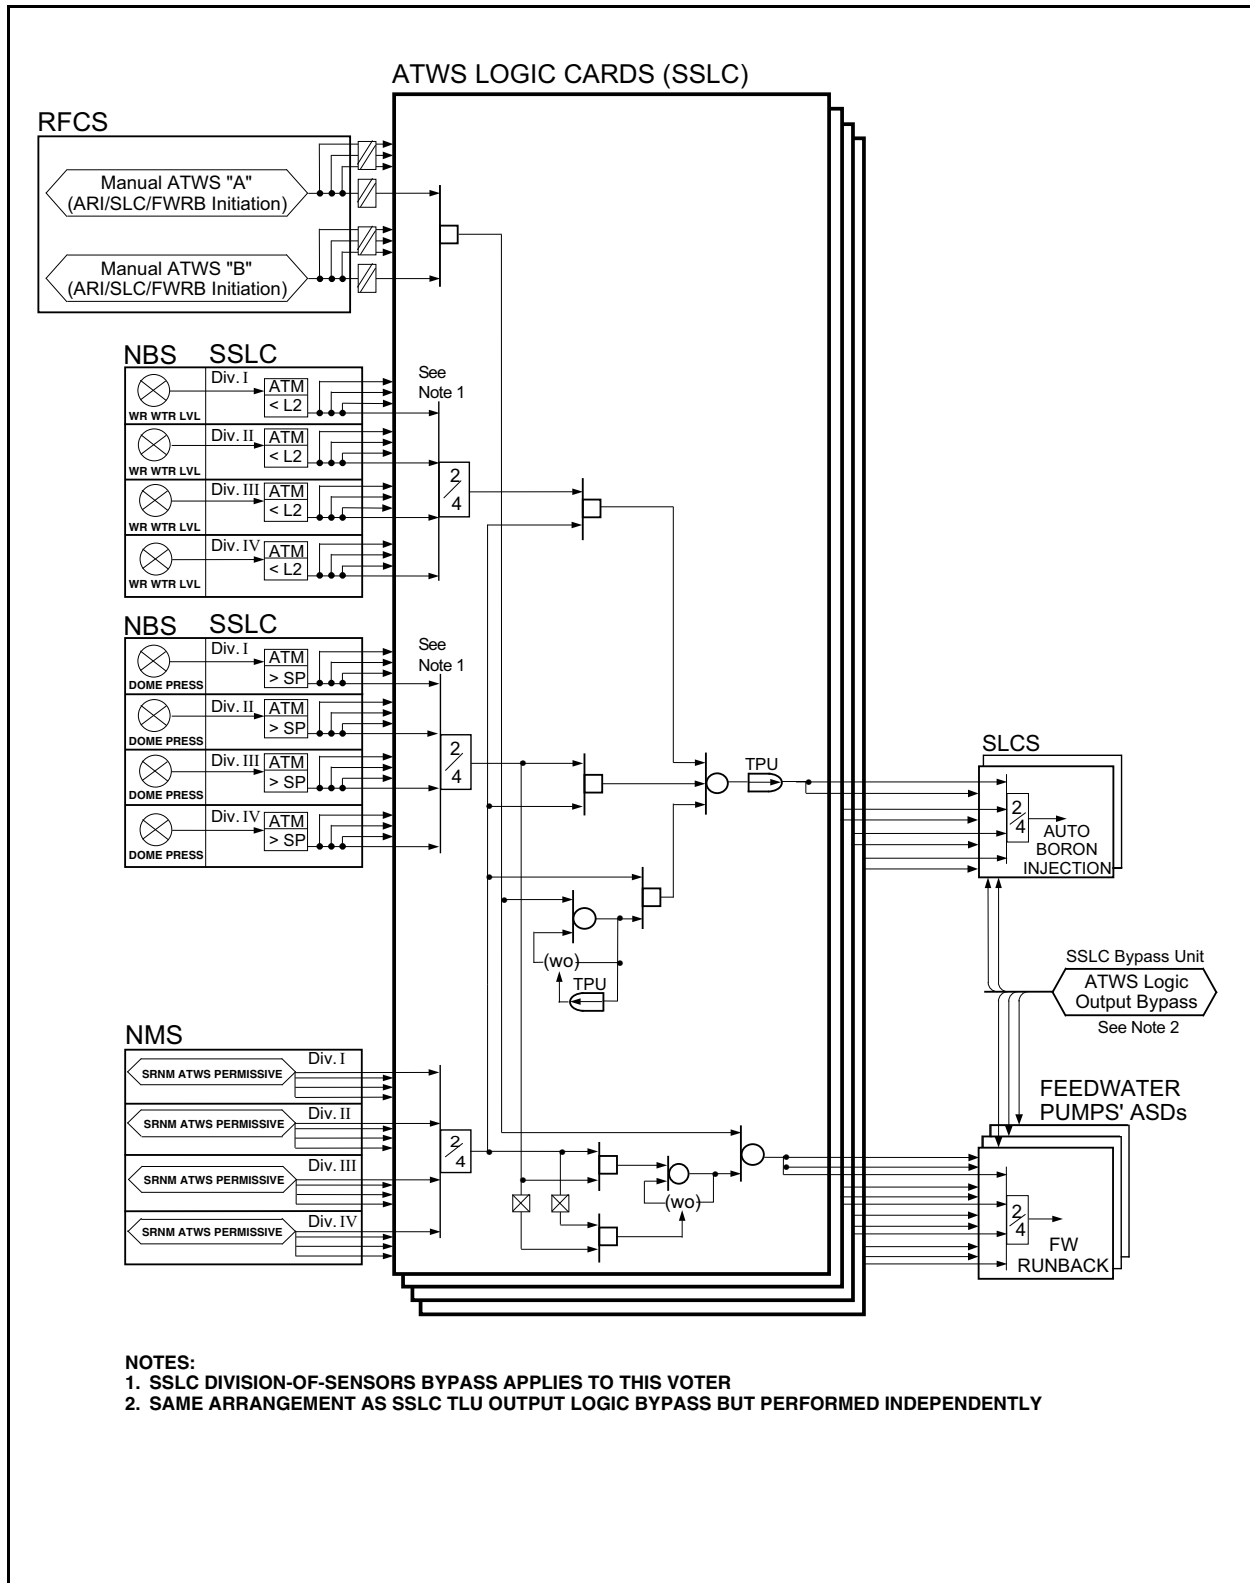 ATWS LOGIC CARDS (SSLC)
RFCS
Manual ATWS "A"
(ARI/SLC/FWRB Initiation)
Manual ATWS "B"
(ARI/SLC/FWRB Initiation)
NBS SSLC
See
Note 1
Div. I
ATM
< L2
WR WTR LVL
Div. II
ATM
< L2
WR WTR LVL
Div. III
ATM
< L2
WR WTR LVL
Div. IV
ATM
< L2
WR WTR LVL
2/4
NBS SSLC
See
Note 1
Div. I
ATM
> SP
DOME PRESS
Div. II
ATM
> SP
DOME PRESS
Div. III
ATM
> SP
DOME PRESS
Div. IV
ATM
> SP
DOME PRESS
2/4
TPU
SLCS
2/4
AUTO
BORON
INJECTION
(wo)
TPU
SSLC Bypass Unit
ATWS Logic
Output Bypass
See Note 2
NMS
Div. I
SRNM ATWS PERMISSIVE
Div. II
SRNM ATWS PERMISSIVE
Div. III
SRNM ATWS PERMISSIVE
Div. IV
SRNM ATWS PERMISSIVE
2/4
(wo)
FEEDWATER
PUMPS' ASDs
2/4
FW
RUNBACK
NOTES:
1. SSLC DIVISION-OF-SENSORS BYPASS APPLIES TO THIS VOTER
2. SAME ARRANGEMENT AS SSLC TLU OUTPUT LOGIC BYPASS BUT PERFORMED INDEPENDENTLY